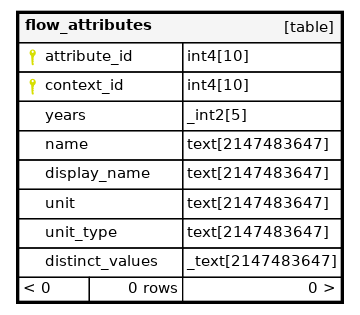 flow_attributes [table]
attribute_id int4[10]
context_id int4[10]
years _int2[5]
name text[2147483647]
display_name text[2147483647]
unit text[2147483647]
unit_type text[2147483647]
distinct_values _text[2147483647]
< 0 0 rows 0 >